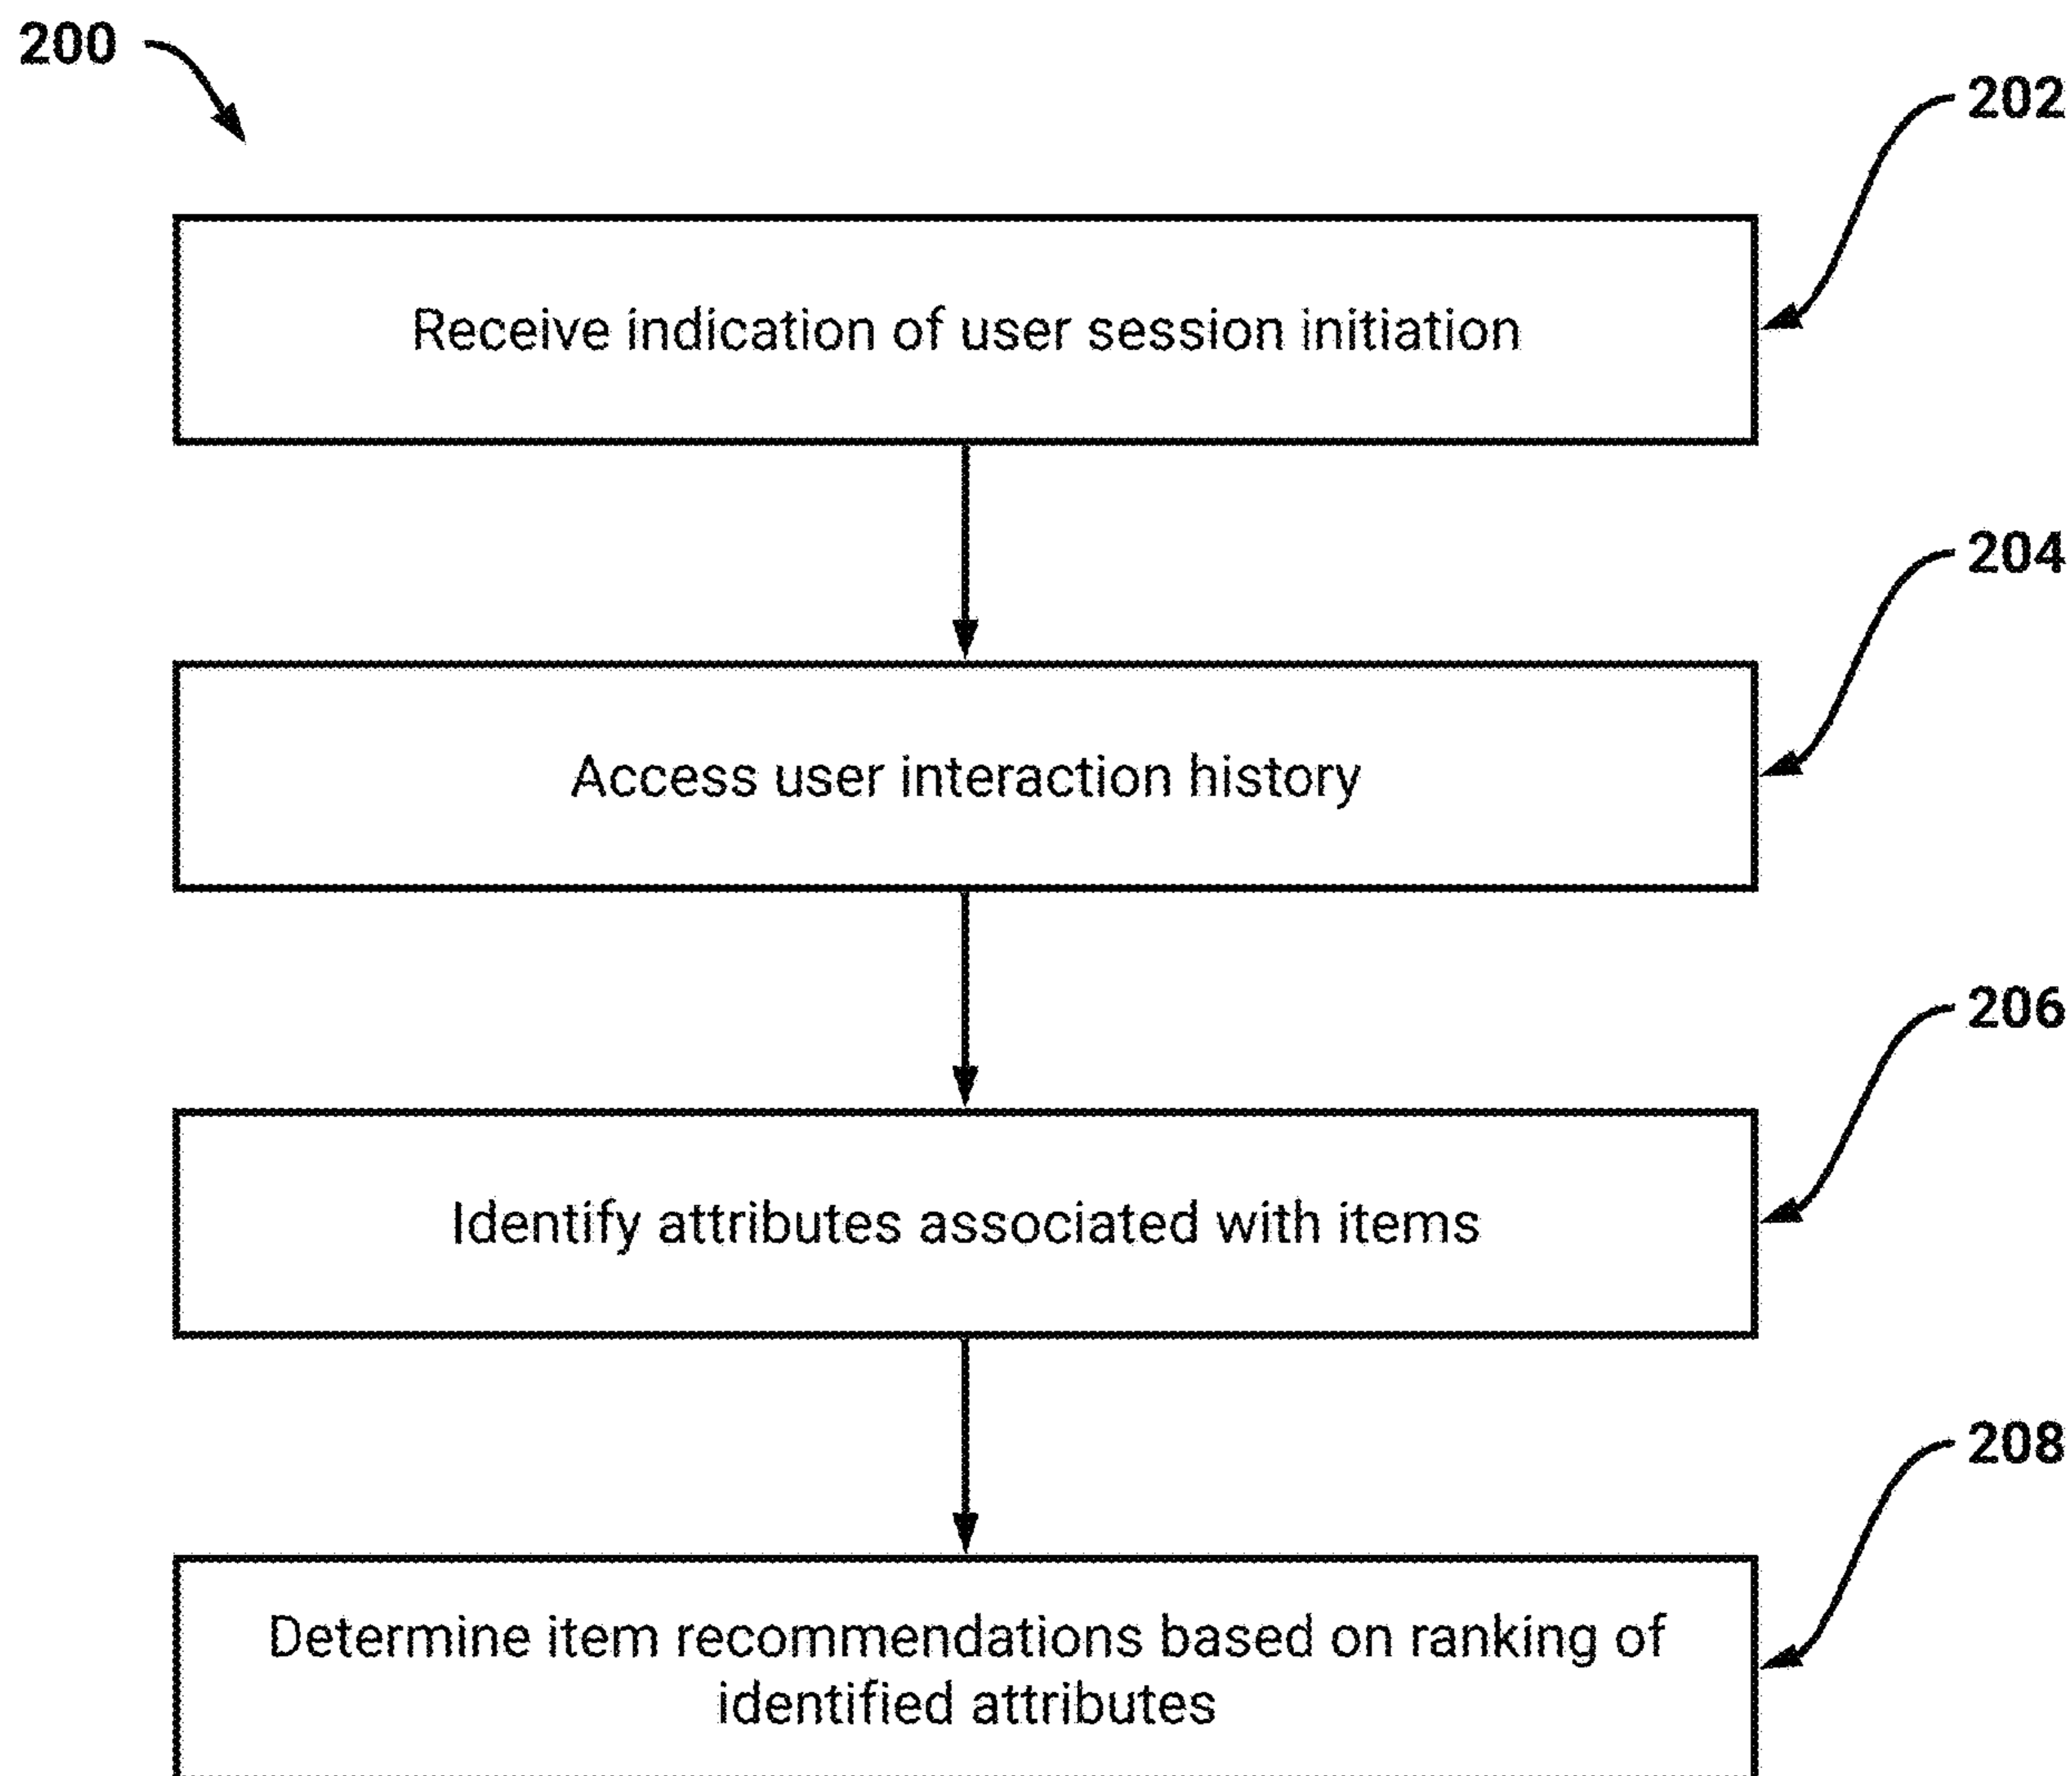 200
202
Receive indication of user session initiation
204
Access user interaction history
206
Identify attributes associated with items
208
Determine item recommendations based on ranking of
identified attributes